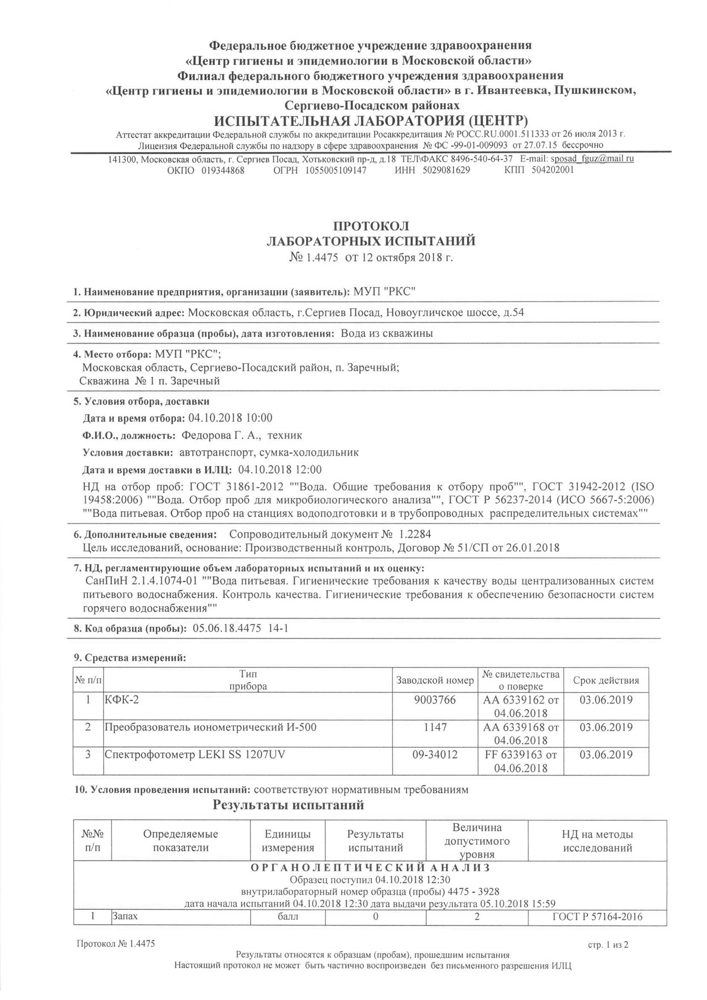 Федеральное бюджетное учреждение здравоохранения
«Центр гигиены и эпидемиологии в Московской области»
Филиал федерального бюджетного учреждения здравоохранения
«Центр гигиены и эпидемиологии в Московской области» в г. Ивантеевка, Пушкинском,
Сергиево-Посадском районах
ИСПЫТАТЕЛЬНАЯ ЛАБОРАТОРИЯ (ЦЕНТР)
Аттестат аккредитации Федеральной службы по аккредитации Росаккредитация № РОСС.RU.0001.511333 от 26 июля 2013 г.
Лицензия Федеральной службы по надзору в сфере здравоохранения № ФС -99-01-009093 от 27.07.15 бессрочно
141300, Московская область, г. Сергиев Посад, Хотьковский пр-д, д.18 ТЕЛ\ФАКС 8496-540-64-37 E-mail: sposad_fguz@mail ru
ОКПО 019344868 ОГРН 1055005109147 ИНН 5029081629 КПП 504202001
ПРОТОКОЛ
ЛАБОРАТОРНЫХ ИСПЫТАНИЙ
№ 1.4475 от 12 октября 2018 г.
1. Наименование предприятия, организации (заявитель): МУП "РКС"
2. Юридический адрес: Московская область, г.Сергиев Посад, Новоугличское шоссе, д.54
3. Наименование образца (пробы), дата изготовления: Вода из скважины
4. Место отбора: МУП "РКС";
Московская область, Сергиево-Посадский район, п. Заречный;
Скважина № 1 п. Заречный
5. Условия отбора, доставки
Дата и время отбора: 04.10.2018 10:00
Ф.И.О., должность: Федорова Г. А., техник
Условия доставки: автотранспорт, сумка-холодильник
Дата и время доставки в ИЛЦ: 04.10.2018 12:00
НД на отбор проб: ГОСТ 31861-2012 ""Вода. Общие требования к отбору проб"", ГОСТ 31942-2012 (ISO
19458:2006) ""Вода. Отбор проб для микробиологического анализа"", ГОСТ Р 56237-2014 (ИСО 5667-5:2006)
""Вода питьевая. Отбор проб на станциях водоподготовки и в трубопроводных распределительных системах""
6. Дополнительные сведения: Сопроводительный документ № 1.2284
Цель исследований, основание: Производственный контроль, Договор № 51/СП от 26.01.2018
7. НД, регламентирующие объем лабораторных испытаний и их оценку:
СанПиН 2.1.4.1074-01 ""Вода питьевая. Гигиенические требования к качеству воды централизованных систем
питьевого водоснабжения. Контроль качества. Гигиенические требования к обеспечению безопасности систем
горячего водоснабжения""
8. Код образца (пробы): 05.06.18.4475 14-1
9. Средства измерений:
№ п/п Тип прибора Заводской номер № свидетельства о поверке Срок действия
1 КФК-2 9003766 АА 6339162 от 03.06.2019
04.06.2018
2 Преобразователь ионометрический И-500 1147 АА 6339168 от 03.06.2019
04.06.2018
3 Спектрофотометр LEKI SS 1207UV 09-34012 FF 6339163 от 03.06.2019
04.06.2018
10. Условия проведения испытаний: соответствуют нормативным требованиям
Результаты испытаний
№№ п/п Определяемые показатели Единицы измерения Результаты испытаний Величина допустимого уровня НД на методы исследований
ОРГАНОЛЕПТИЧЕСКИЙ АНАЛИЗ
Образец поступил 04.10.2018 12:30
внутрилабораторный номер образца (пробы) 4475 - 3928
дата начала испытаний 04.10.2018 12:30 дата выдачи результата 05.10.2018 15:59
1 Запах балл 0 2 ГОСТ Р 57164-2016
Протокол № 1.4475 стр. 1 из 2
Результаты относятся к образцам (пробам), прошедшим испытания
Настоящий протокол не может быть частично воспроизведен без письменного разрешения ИЛЦ